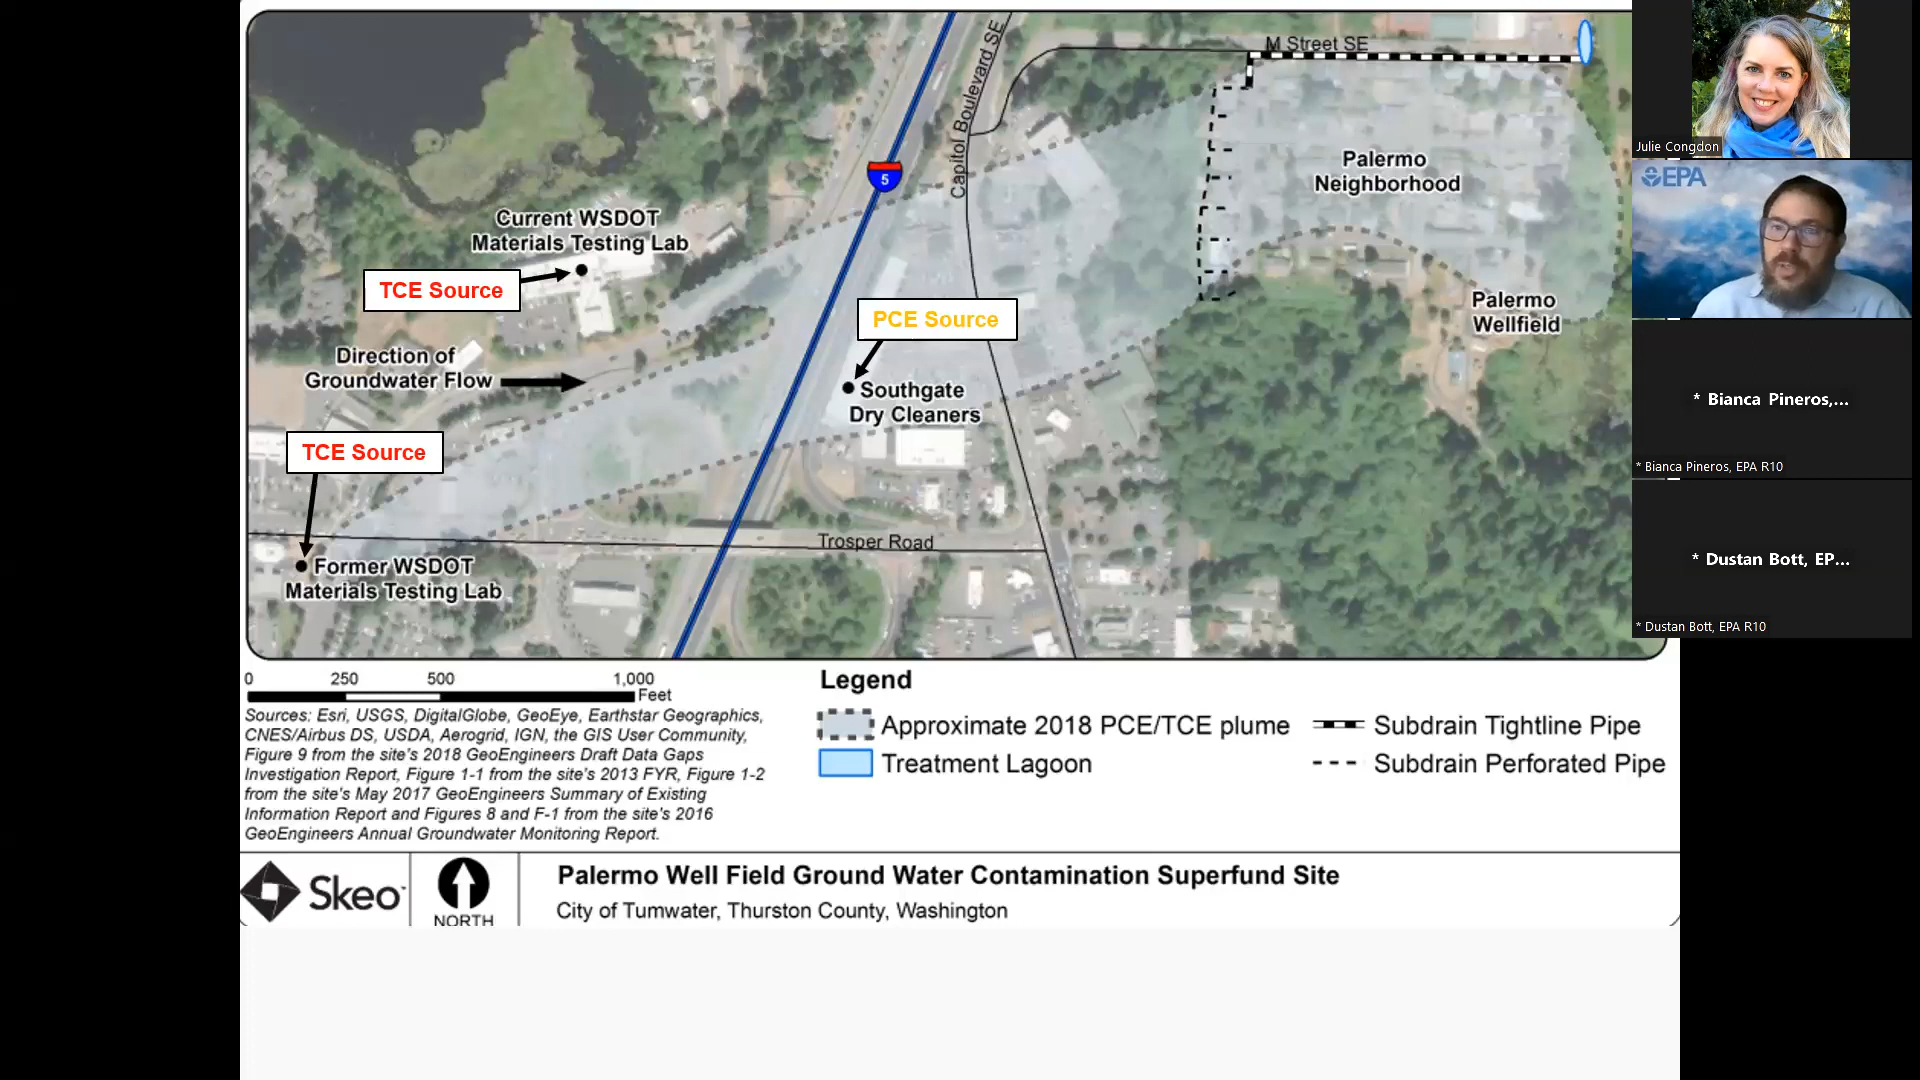 M Street SE
Capitol Boulevard SE
5
Palermo
Neighborhood
Current WSDOT
Materials Testing Lab
TCE Source
PCE Source
Palermo
Wellfield
Direction of
Groundwater Flow
Southgate
Dry Cleaners
TCE Source
Trosper Road
Former WSDOT
Materials Testing Lab
0 250 500 1,000
Feet
Sources: Esri, USGS, DigitalGlobe, GeoEye, Earthstar Geographics,
CNES/Airbus DS, USDA, Aerogrid, IGN, the GIS User Community,
Figure 9 from the site's 2018 GeoEngineers Draft Data Gaps
Investigation Report, Figure 1-1 from the site's 2013 FYR, Figure 1-2
from the site's May 2017 GeoEngineers Summary of Existing
Information Report and Figures 8 and F-1 from the site's 2016
GeoEngineers Annual Groundwater Monitoring Report.
Legend
Approximate 2018 PCE/TCE plume
Subdrain Tightline Pipe
Treatment Lagoon
Subdrain Perforated Pipe
Skeo
NORTH
Palermo Well Field Ground Water Contamination Superfund Site
City of Tumwater, Thurston County, Washington
Julie Congdon
EPA
* Bianca Pineros,...
* Bianca Pineros, EPA R10
* Dustan Bott, EP...
* Dustan Bott, EPA R10